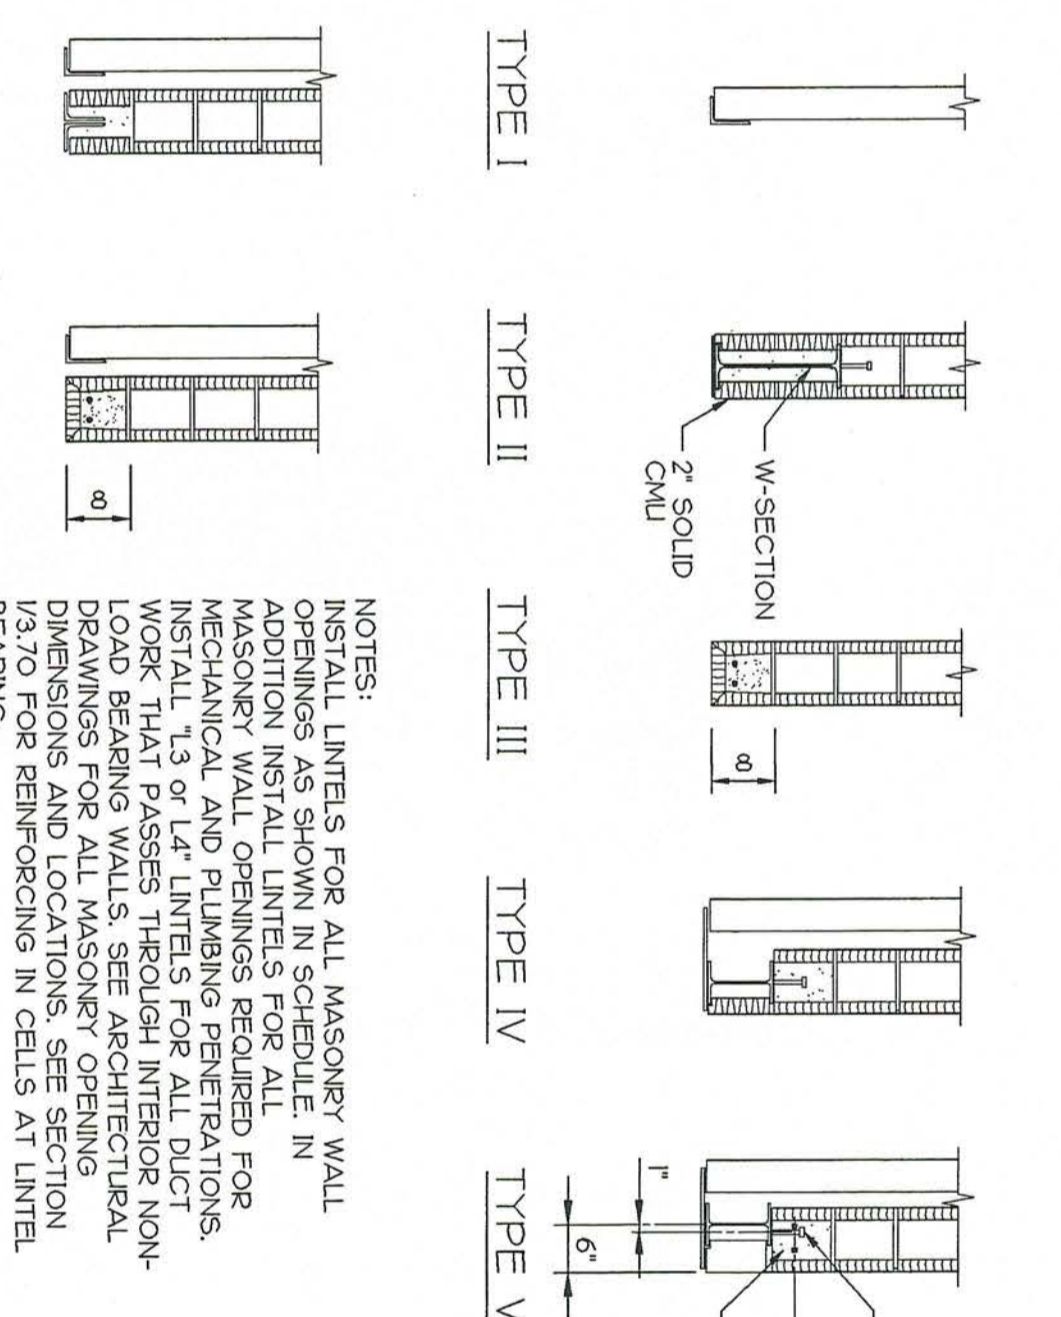 TYPE I
TYPE II
TYPE III
TYPE IV
TYPE V
W-SECTION
2" SOLID
CMU
8
8
1"
6"
NOTES:
INSTALL LINTELS FOR ALL MASONRY WALL
OPENINGS AS SHOWN IN SCHEDULE. IN
ADDITION INSTALL LINTELS FOR ALL
MASONRY WALL OPENINGS REQUIRED FOR
MECHANICAL AND PLUMBING PENETRATIONS.
INSTALL "L3 or L4" LINTELS FOR ALL DUCT
WORK THAT PASSES THROUGH INTERIOR NON-
LOAD BEARING WALLS. SEE ARCHITECTURAL
DRAWINGS FOR ALL MASONRY OPENING
DIMENSIONS AND LOCATIONS. SEE SECTION
1/3.70 FOR REINFORCING IN CELLS AT LINTEL